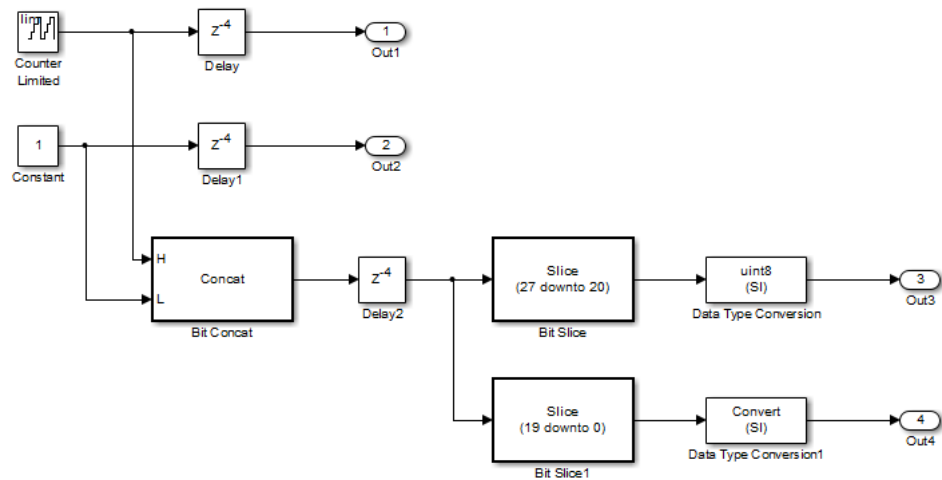 lim
Counter
Limited
Z-4
Delay
1
Out1
1
Constant
Z-4
Delay1
2
Out2
H
L
Concat
Bit Concat
Z-4
Delay2
Slice
(27 downto 20)
Bit Slice
uint8
(SI)
Data Type Conversion
3
Out3
Slice
(19 downto 0)
Bit Slice1
Convert
(SI)
Data Type Conversion1
4
Out4